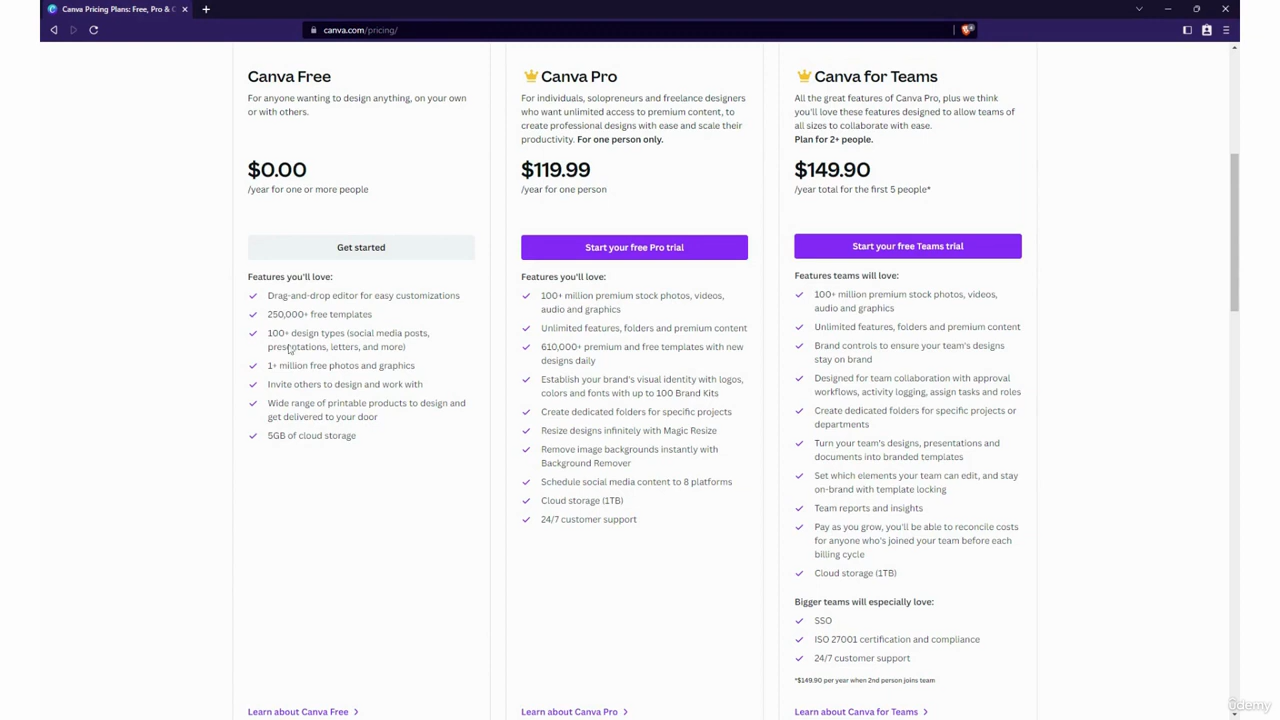 Canva Pricing Plans: Free, Pro & C
canva.com/pricing/
Canva Free
For anyone wanting to design anything, on your own
or with others.
$0.00
/year for one or more people
Get started
Features you'll love:
Drag-and-drop editor for easy customizations
250,000+ free templates
100+ design types (social media posts,
presentations, letters, and more)
1+ million free photos and graphics
Invite others to design and work with
Wide range of printable products to design and
get delivered to your door
5GB of cloud storage
Learn about Canva Free
Canva Pro
For individuals, solopreneurs and freelance designers
who want unlimited access to premium content, to
create professional designs with ease and scale their
productivity. For one person only.
$119.99
/year for one person
Start your free Pro trial
Features you'll love:
100+ million premium stock photos, videos,
audio and graphics
Unlimited features, folders and premium content
610,000+ premium and free templates with new
designs daily
Establish your brand's visual identity with logos,
colors and fonts with up to 100 Brand Kits
Create dedicated folders for specific projects
Resize designs infinitely with Magic Resize
Remove image backgrounds instantly with
Background Remover
Schedule social media content to 8 platforms
Cloud storage (1TB)
24/7 customer support
Learn about Canva Pro
Canva for Teams
All the great features of Canva Pro, plus we think
you'll love these features designed to allow teams of
all sizes to collaborate with ease.
Plan for 2+ people.
$149.90
/year total for the first 5 people*
Start your free Teams trial
Features teams will love:
100+ million premium stock photos, videos,
audio and graphics
Unlimited features, folders and premium content
Brand controls to ensure your team's designs
stay on brand
Designed for team collaboration with approval
workflows, activity logging, assign tasks and roles
Create dedicated folders for specific projects or
departments
Turn your team's designs, presentations and
documents into branded templates
Set which elements your team can edit, and stay
on-brand with template locking
Team reports and insights
Pay as you grow, you'll be able to reconcile costs
for anyone who's joined your team before each
billing cycle
Cloud storage (1TB)
Bigger teams will especially love:
SSO
ISO 27001 certification and compliance
24/7 customer support
*$149.90 per year when 2nd person joins team
Learn about Canva for Teams
ûdemy